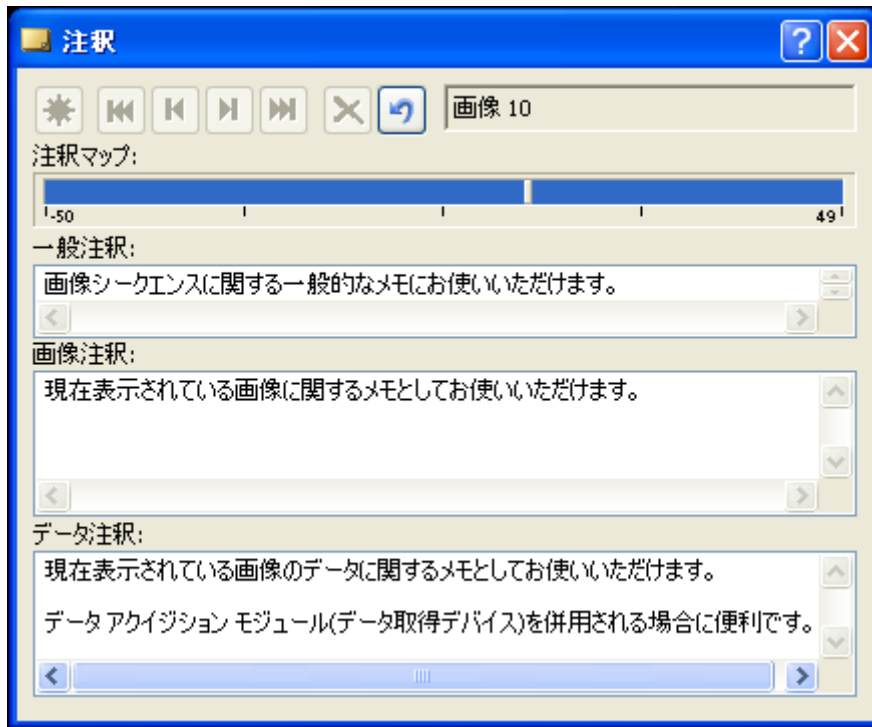 注釈
画像 10
注釈マップ:
-50
49
一般注釈:
画像シークエンスに関する一般的なメモにお使いいただけます。
画像注釈:
現在表示されている画像に関するメモとしてお使いいただけます。
データ注釈:
現在表示されている画像のデータに関するメモとしてお使いいただけます。
データ アクイジション モジュール(データ取得デバイス)を併用される場合に便利です。